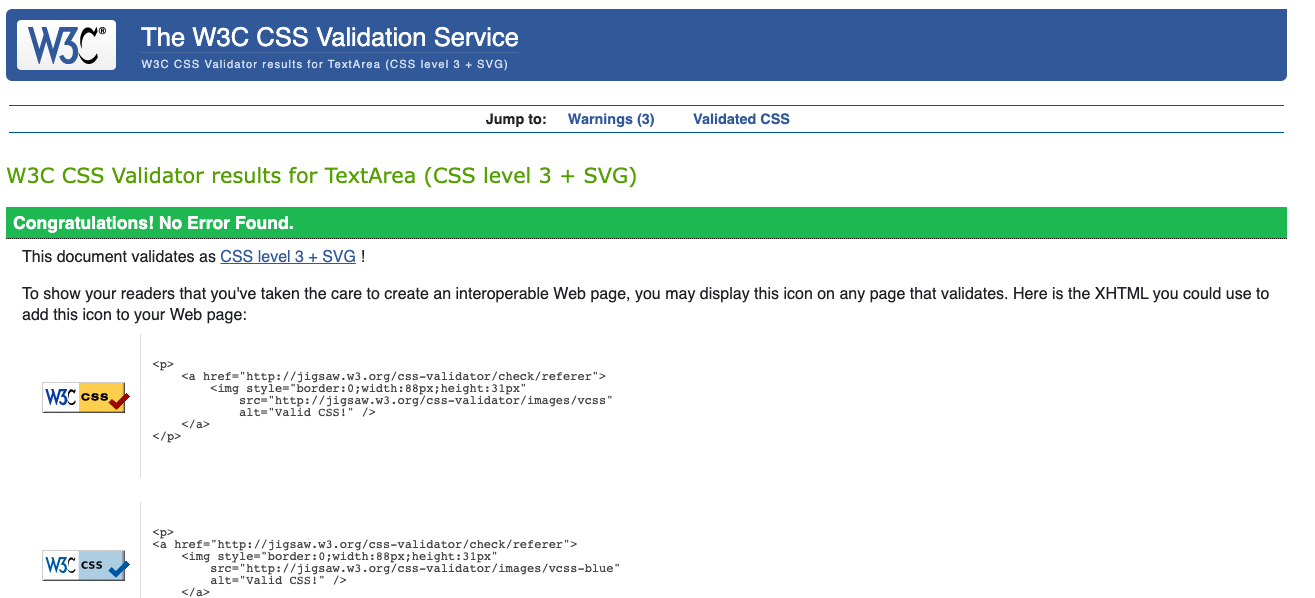 W3C®
The W3C CSS Validation Service
W3C CSS Validator results for TextArea (CSS level 3 + SVG)
Jump to: Warnings (3) Validated CSS
W3C CSS Validator results for TextArea (CSS level 3 + SVG)
Congratulations! No Error Found.
This document validates as CSS level 3 + SVG !
To show your readers that you've taken the care to create an interoperable Web page, you may display this icon on any page that validates. Here is the XHTML you could use to
add this icon to your Web page:
W3C css
<p>
    <a href="http://jigsaw.w3.org/css-validator/check/referer">
        <img style="border:0;width:88px;height:31px"
            src="http://jigsaw.w3.org/css-validator/images/vcss"
            alt="Valid CSS!" />
    </a>
</p>
W3C css
<p>
<a href="http://jigsaw.w3.org/css-validator/check/referer">
    <img style="border:0;width:88px;height:31px"
        src="http://jigsaw.w3.org/css-validator/images/vcss-blue"
        alt="Valid CSS!" />
    </a>